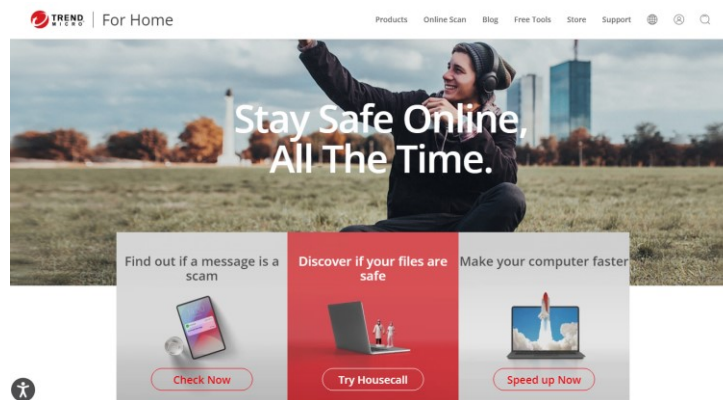 TREND MICRO | For Home
Products Online Scan Blog Free Tools Store Support
Stay Safe Online,
All The Time.
Find out if a message is a
scam
Check Now
Discover if your files are
safe
Try Housecall
Make your computer faster
Speed up Now